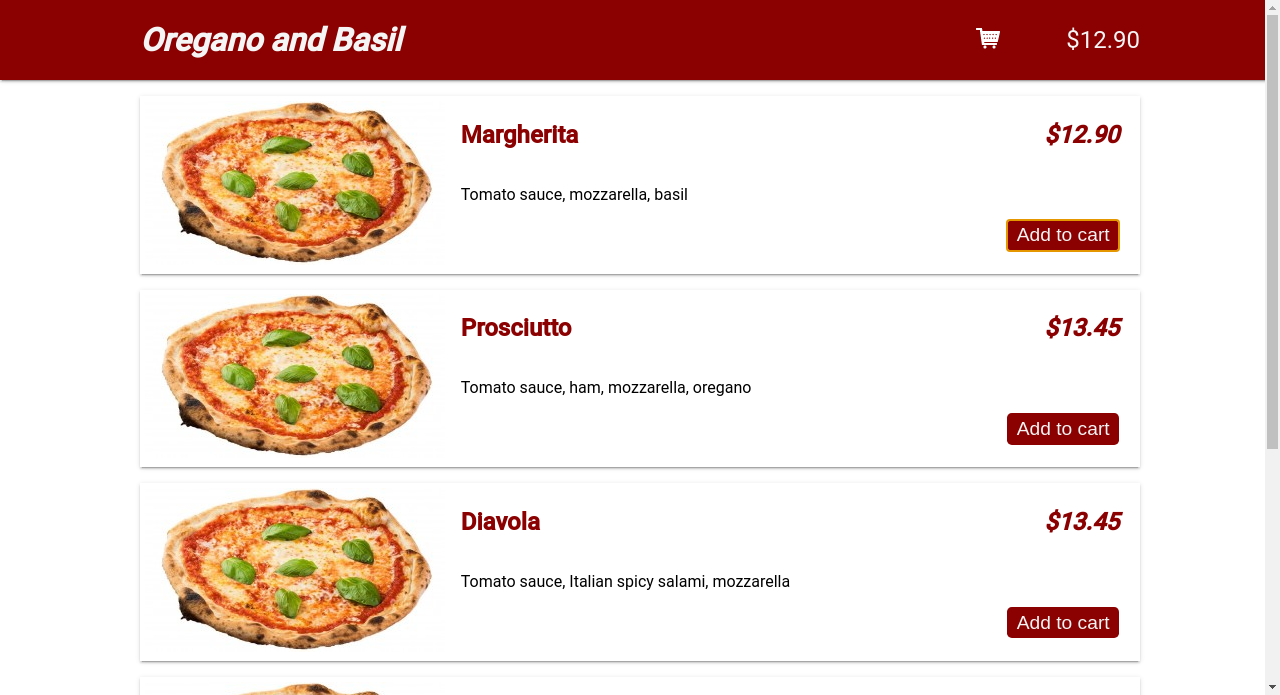 Oregano and Basil
$12.90
Margherita
$12.90
Tomato sauce, mozzarella, basil
Add to cart
Prosciutto
$13.45
Tomato sauce, ham, mozzarella, oregano
Add to cart
Diavola
$13.45
Tomato sauce, Italian spicy salami, mozzarella
Add to cart